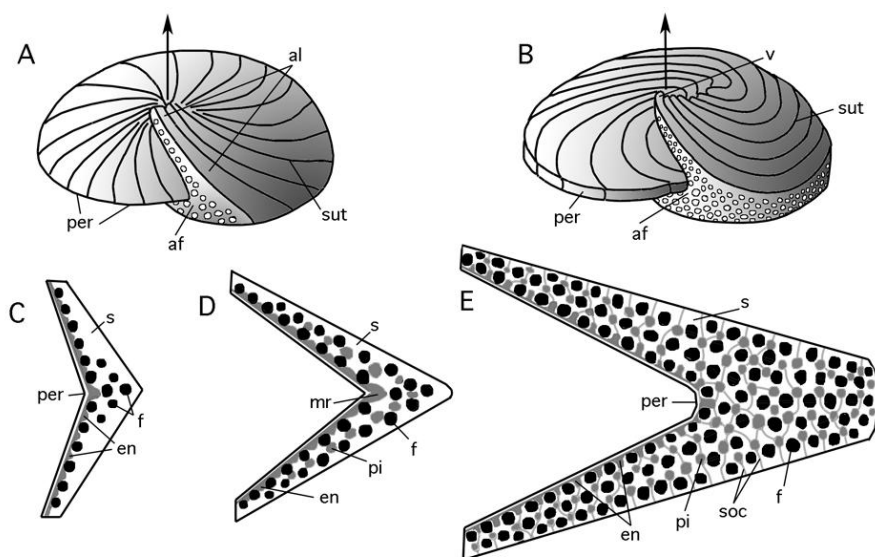 A
al
per
af
sut
B
v
sut
per
af
C
s
per
f
en
D
s
mr
f
pi
en
E
s
per
en
pi
soc
f